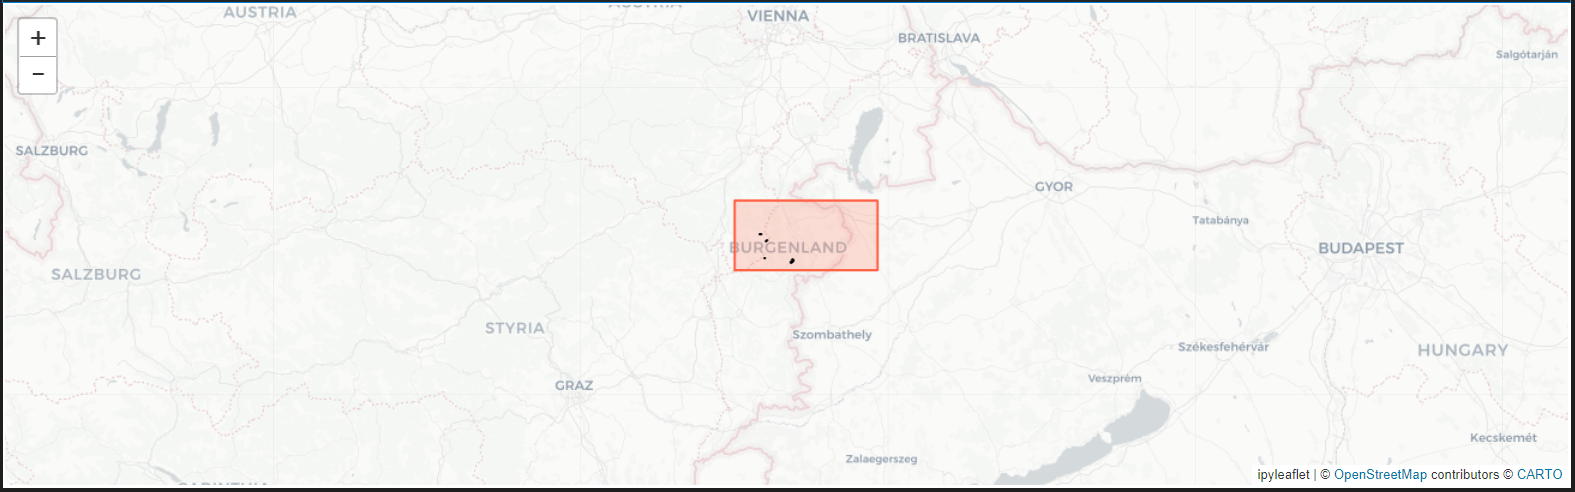 AUSTRIA
AUSTRIA
VIENNA
BRATISLAVA
Salgótarján
+
−
SALZBURG
GYOR
Tatabánya
BURGENLAND
BUDAPEST
SALZBURG
STYRIA
Szombathely
Székesfehérvár
HUNGARY
GRAZ
Veszprém
Kecskemét
Zalaegerszeg
CARINTHIA
ipyleaflet | © OpenStreetMap contributors © CARTO